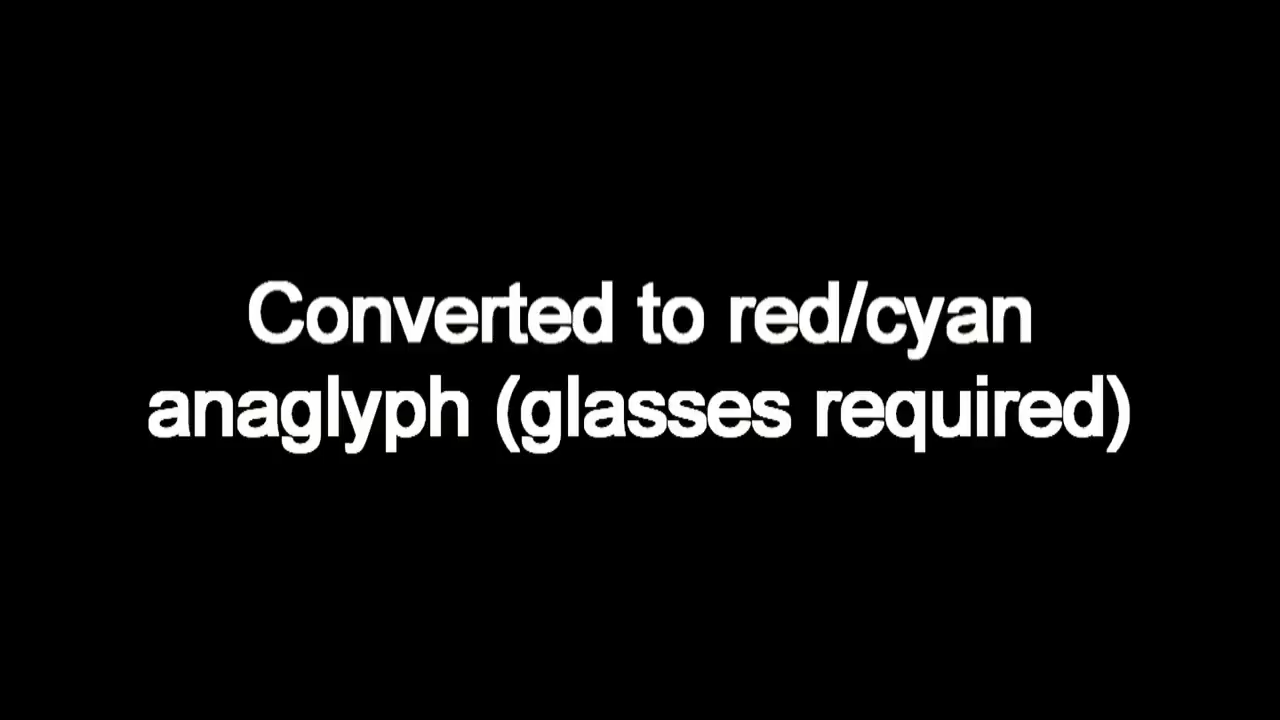 Converted to red/cyan
anaglyph (glasses required)